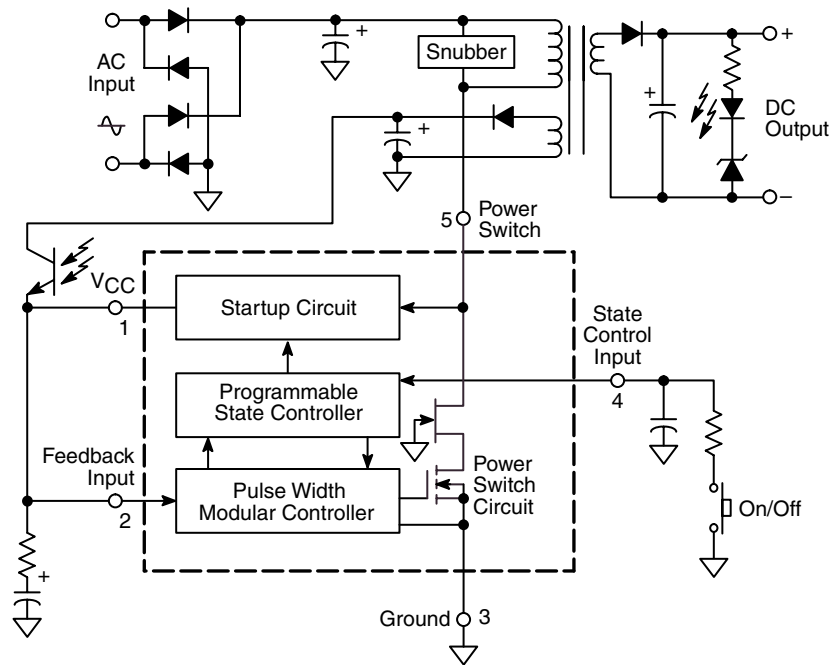 AC
Input
+
Snubber
+
+
+
DC
Output
−
5
Power
Switch
VCC
1
Startup Circuit
State
Control
Input
4
Programmable
State Controller
Feedback
Input
2
Pulse Width
Modular Controller
Power
Switch
Circuit
On/Off
+
Ground
3